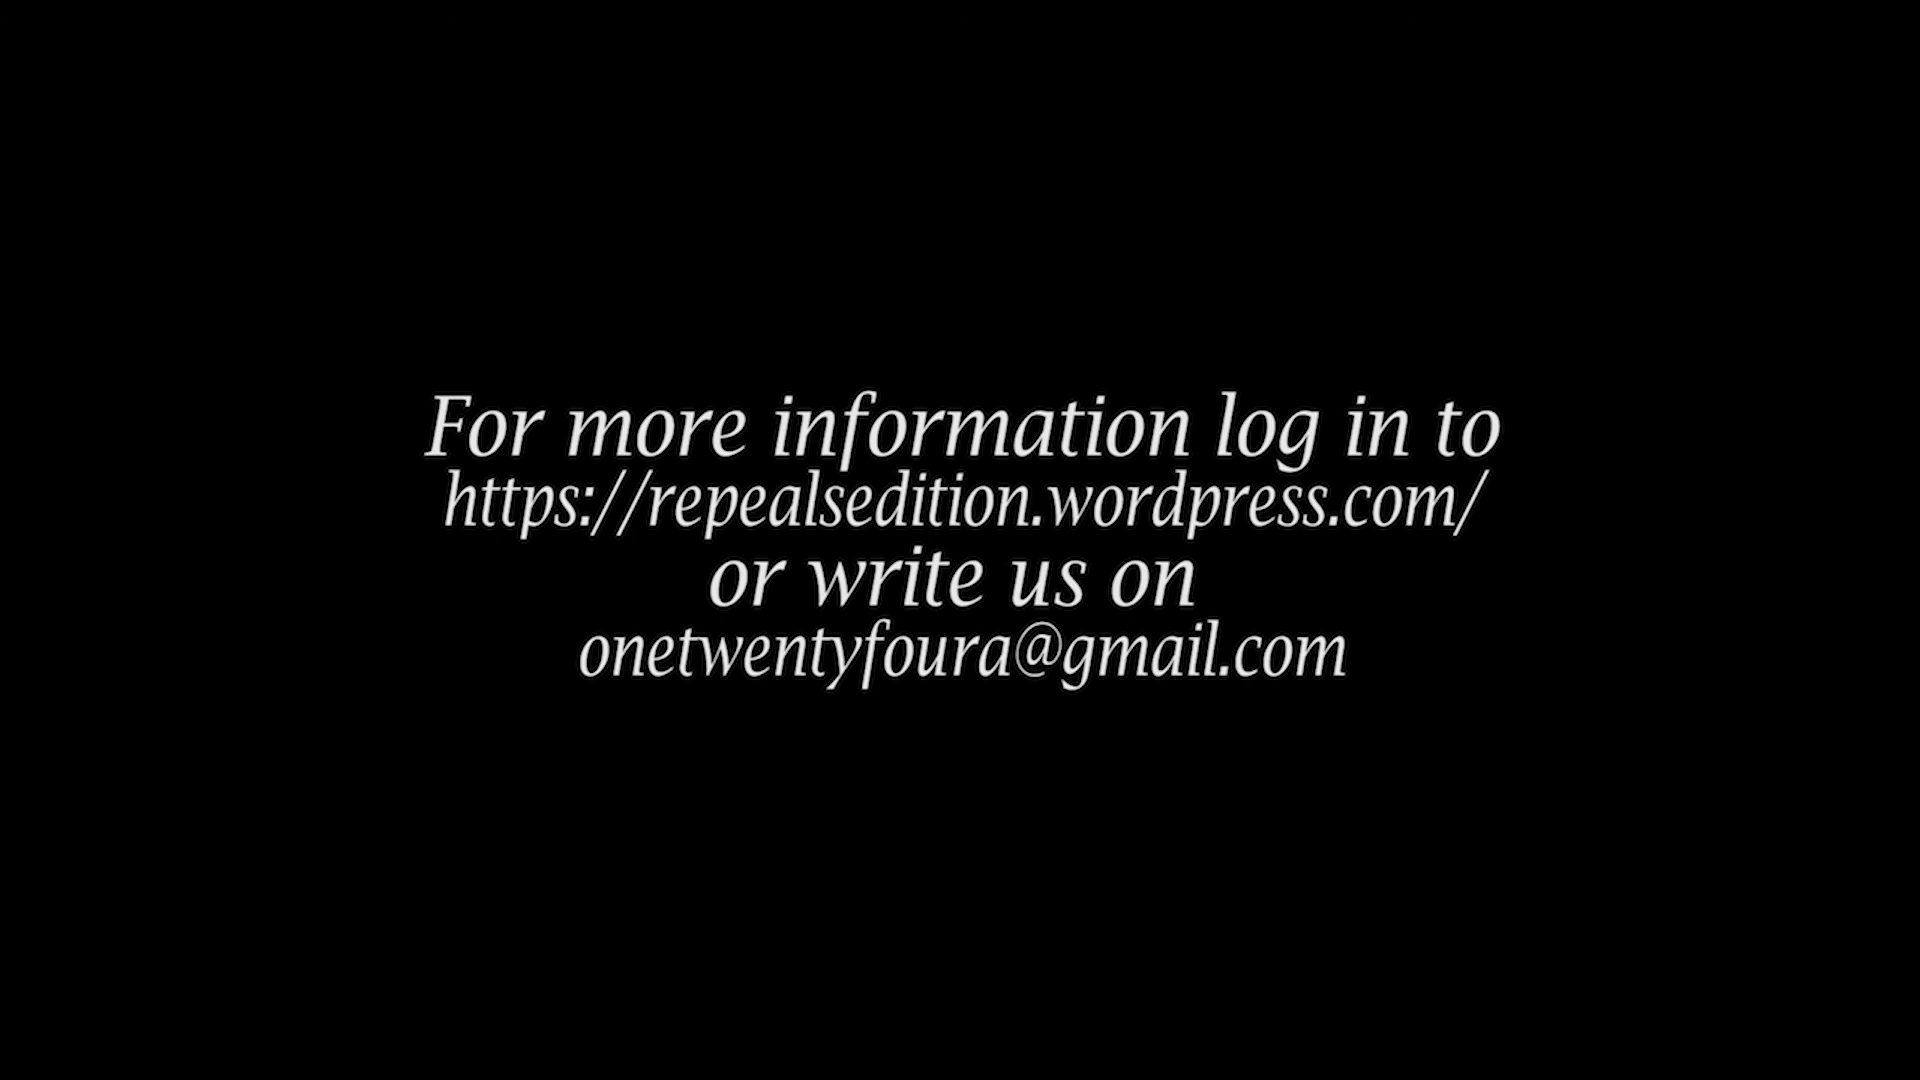 For more information log in to
https://repealsedition.wordpress.com/
or write us on
onetwentyfoura@gmail.com